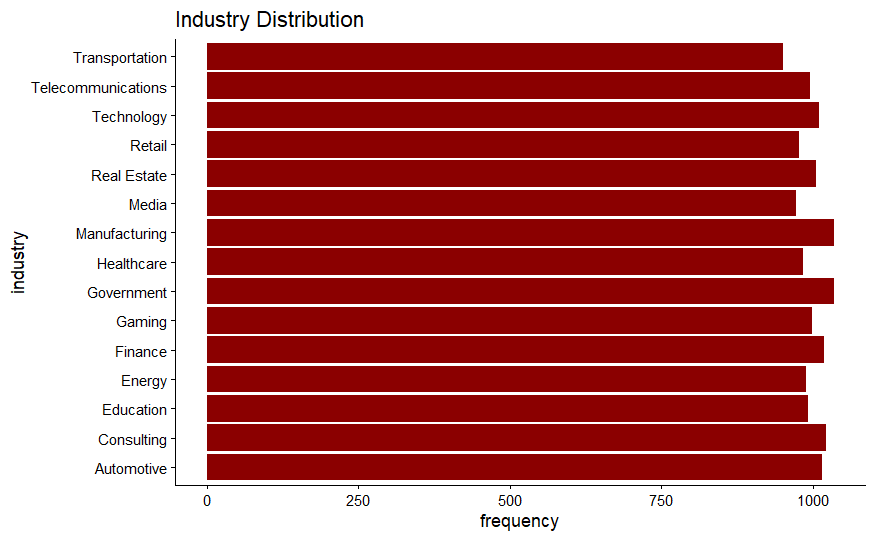 Industry Distribution
Transportation
Telecommunications
Technology
Retail
Real Estate
Media
Manufacturing
Healthcare
Government
Gaming
Finance
Energy
Education
Consulting
Automotive
industry
0 250 500 750 1000
frequency